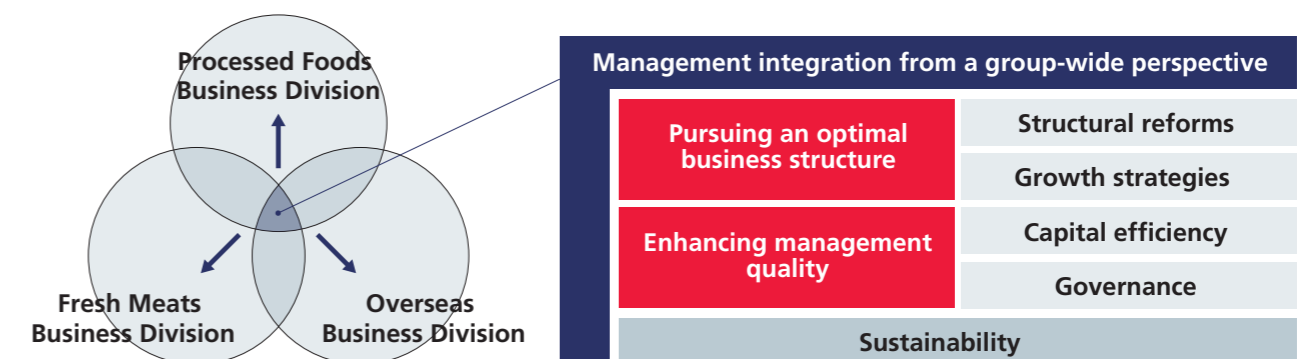 Processed Foods
Business Division
Fresh Meats
Business Division
Overseas
Business Division
Management integration from a group-wide perspective
Pursuing an optimal
business structure
Structural reforms
Growth strategies
Enhancing management
quality
Capital efficiency
Governance
Sustainability